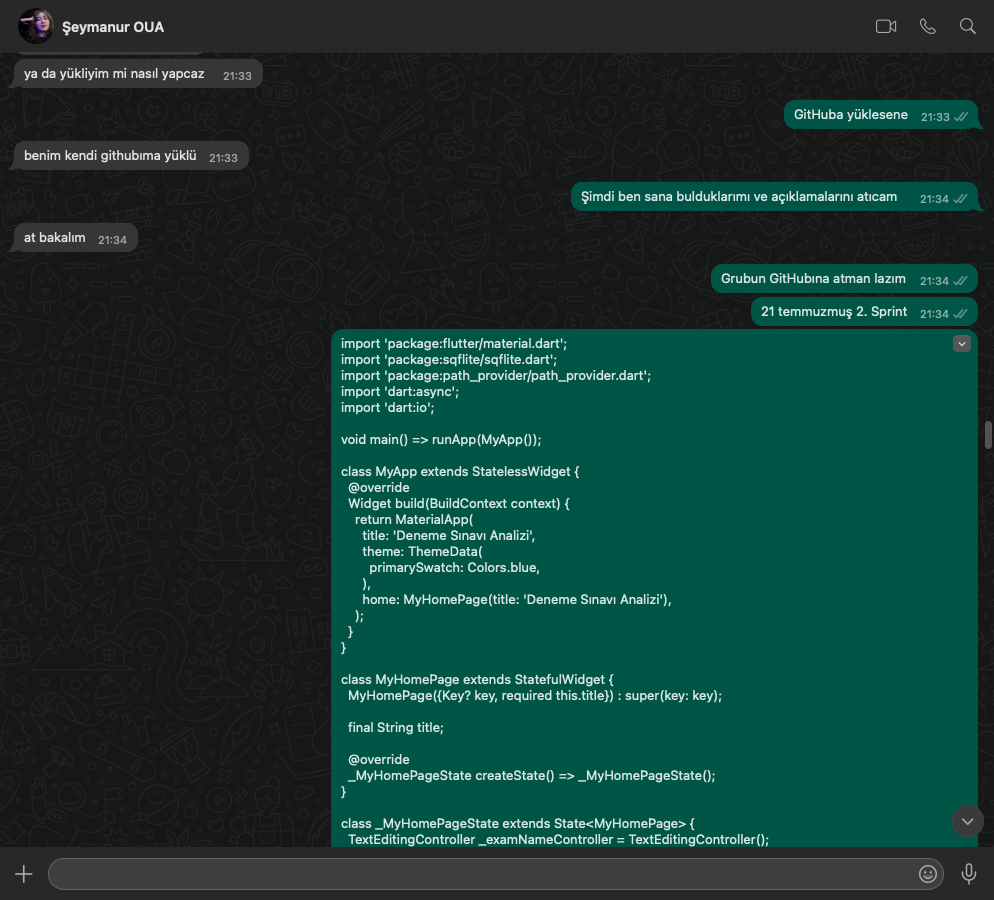 Şeymanur OUA
ya da yükliyim mi nasıl yapcaz 21:33
GitHuba yüklesene 21:33
benim kendi githubıma yüklü 21:33
Şimdi ben sana bulduklarımı ve açıklamalarını atıcam 21:34
at bakalım 21:34
Grubun GitHubına atman lazım 21:34
21 temmuzmuş 2. Sprint 21:34
import 'package:flutter/material.dart';
import 'package:sqflite/sqflite.dart';
import 'package:path_provider/path_provider.dart';
import 'dart:async';
import 'dart:io';
void main() => runApp(MyApp());
class MyApp extends StatelessWidget {
@override
Widget build(BuildContext context) {
return MaterialApp(
title: 'Deneme Sınavı Analizi',
theme: ThemeData(
primarySwatch: Colors.blue,
),
home: MyHomePage(title: 'Deneme Sınavı Analizi'),
);
}
}
class MyHomePage extends StatefulWidget {
MyHomePage({Key? key, required this.title}) : super(key: key);
final String title;
@override
_MyHomePageState createState() => _MyHomePageState();
}
class _MyHomePageState extends State<MyHomePage> {
TextEditingController _examNameController = TextEditingController();